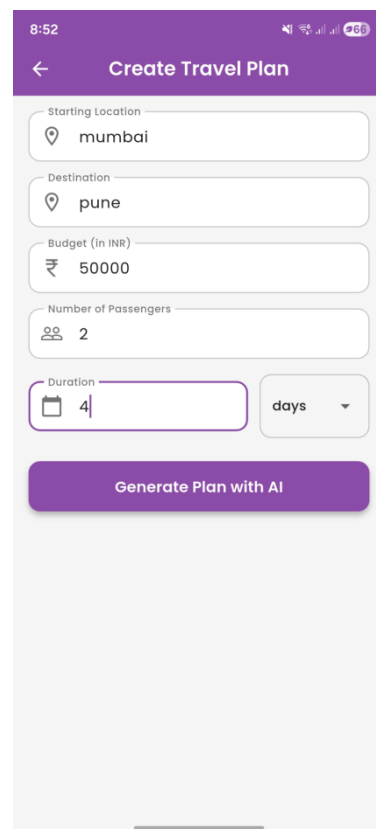 8:52
66
Create Travel Plan
Starting Location
mumbai
Destination
pune
Budget (in INR)
₹ 50000
Number of Passengers
2
Duration
4
days
Generate Plan with AI